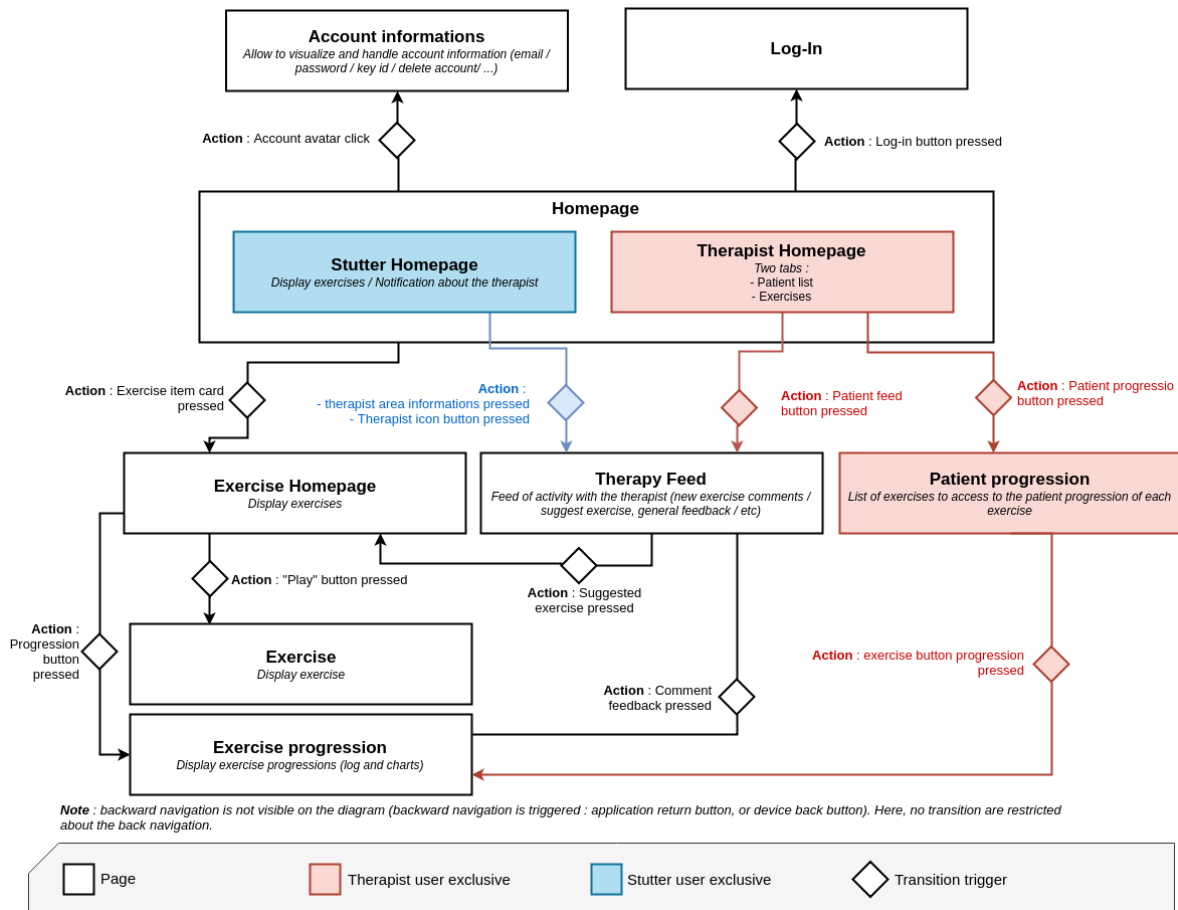 Account informations
Allow to visualize and handle account information (email /
password / key id / delete account/ ...)
Log-In
Action : Account avatar click
Action : Log-in button pressed
Homepage
Stutter Homepage
Display exercises / Notification about the therapist
Therapist Homepage
Two tabs :
- Patient list
- Exercises
Action : Exercise item card
pressed
Action :
- therapist area informations pressed
- Therapist icon button pressed
Action : Patient feed
button pressed
Action : Patient progressio
button pressed
Exercise Homepage
Display exercises
Therapy Feed
Feed of activity with the therapist (new exercise comments /
suggest exercise, general feedback / etc)
Patient progression
List of exercises to access to the patient progression of each
exercise
Action : "Play" button pressed
Action : Suggested
exercise pressed
Action :
Progression
button
pressed
Exercise
Display exercise
Action : exercise button progression
pressed
Action : Comment
feedback pressed
Exercise progression
Display exercise progressions (log and charts)
Note : backward navigation is not visible on the diagram (backward navigation is triggered : application return button, or device back button). Here, no transition are restricted
about the back navigation.
Page
Therapist user exclusive
Stutter user exclusive
Transition trigger